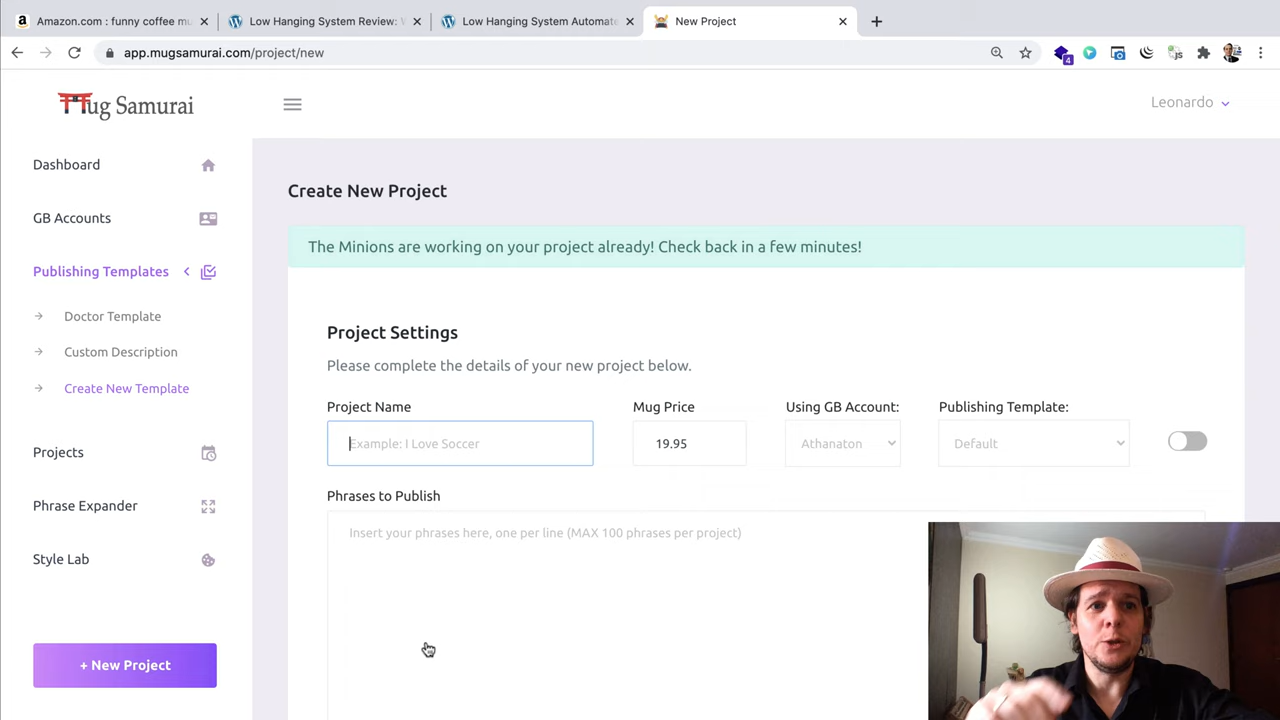 Amazon.com : funny coffee mu
Low Hanging System Review: W
Low Hanging System Automate
New Project
app.mugsamurai.com/project/new
4
Mug Samurai
Leonardo
Dashboard
GB Accounts
Publishing Templates
Doctor Template
Custom Description
Create New Template
Projects
Phrase Expander
Style Lab
+ New Project
Create New Project
The Minions are working on your project already! Check back in a few minutes!
Project Settings
Please complete the details of your new project below.
Project Name
Mug Price
Using GB Account:
Publishing Template:
Example: I Love Soccer
19.95
Athanaton
Default
Phrases to Publish
Insert your phrases here, one per line (MAX 100 phrases per project)